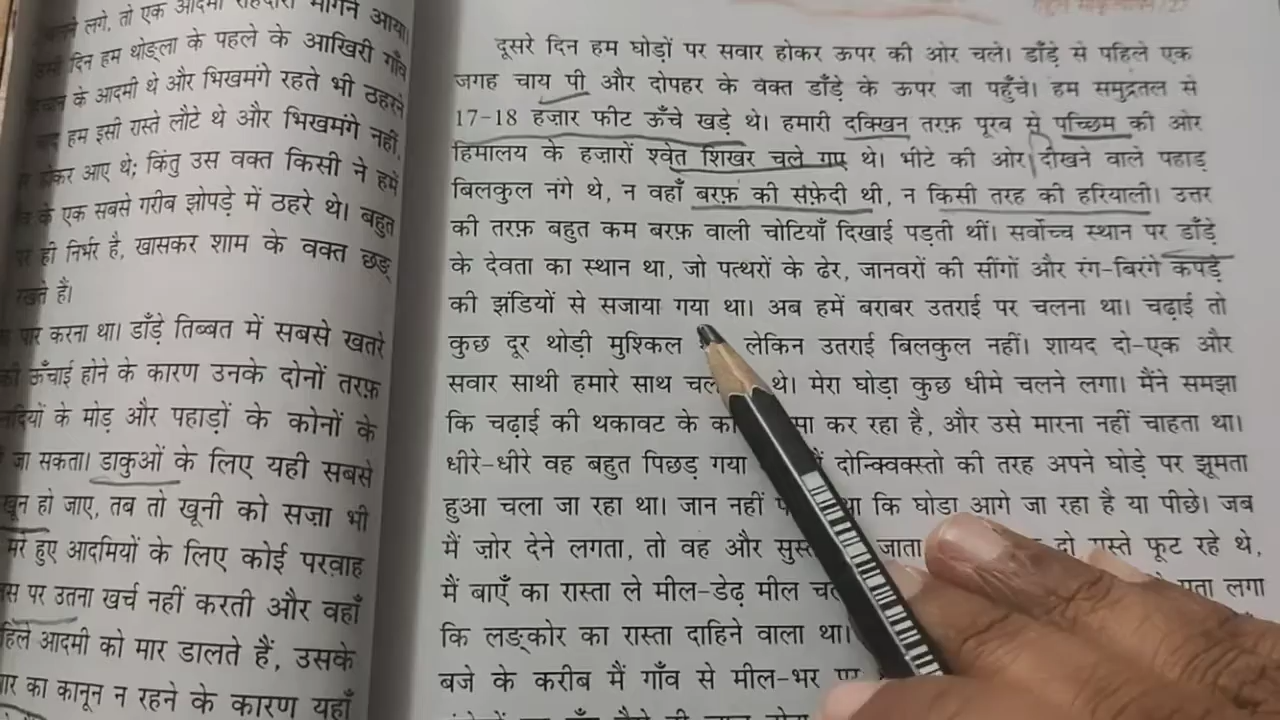 लगे, तो एक आदमी राहदारी माँगने आया।
दिन हम थोङ्ला के पहले के आखिरी गाँव
के आदमी थे और भिखमंगे रहते भी ठहरने
हम इसी रास्ते लौटे थे और भिखमंगे नहीं,
होकर आए थे; किंतु उस वक्त किसी ने हमें
के एक सबसे गरीब झोपड़े में ठहरे थे। बहुत
पर ही निर्भर है, खासकर शाम के वक्त छङ्
रखते हैं।
पार करना था। डाँड़े तिब्बत में सबसे खतरे
की ऊँचाई होने के कारण उनके दोनों तरफ़
नदियों के मोड़ और पहाड़ों के कोनों के
जा सकता। डाकुओं के लिए यही सबसे
खून हो जाए, तब तो खूनी को सज़ा भी
मरे हुए आदमियों के लिए कोई परवाह
पर उतना खर्च नहीं करती और वहाँ
पहिले आदमी को मार डालते हैं, उसके
का कानून न रहने के कारण यहाँ
दूसरे दिन हम घोड़ों पर सवार होकर ऊपर की ओर चले। डाँड़े से पहिले एक
जगह चाय पी और दोपहर के वक्त डाँड़े के ऊपर जा पहुँचे। हम समुद्रतल से
17-18 हजार फीट ऊँचे खड़े थे। हमारी दक्खिन तरफ़ पूरब से पच्छिम की ओर
हिमालय के हजारों श्वेत शिखर चले गए थे। भीटे की ओर दीखने वाले पहाड़
बिलकुल नंगे थे, न वहाँ बरफ़ की सफ़ेदी थी, न किसी तरह की हरियाली। उत्तर
की तरफ़ बहुत कम बरफ़ वाली चोटियाँ दिखाई पड़ती थीं। सर्वोच्च स्थान पर डाँड़े
के देवता का स्थान था, जो पत्थरों के ढेर, जानवरों की सींगों और रंग-बिरंगे कपड़े
की झंडियों से सजाया गया था। अब हमें बराबर उतराई पर चलना था। चढ़ाई तो
कुछ दूर थोड़ी मुश्किल लेकिन उतराई बिलकुल नहीं। शायद दो-एक और
सवार साथी हमारे साथ चल थे। मेरा घोड़ा कुछ धीमे चलने लगा। मैंने समझा
कि चढ़ाई की थकावट के कर रहा है, और उसे मारना नहीं चाहता था।
धीरे-धीरे वह बहुत पिछड़ गया मैं दोन्क्विक्स्तो की तरह अपने घोड़े पर झूमता
हुआ चला जा रहा था। जान नहीं कि घोड़ा आगे जा रहा है या पीछे। जब
मैं जोर देने लगता, तो वह और जाता दो रास्ते फूट रहे थे,
मैं बाएँ का रास्ता ले मील-डेढ़ मील लगा
कि लङ्कोर का रास्ता दाहिने वाला था।
बजे के करीब मैं गाँव से मील-भर पर